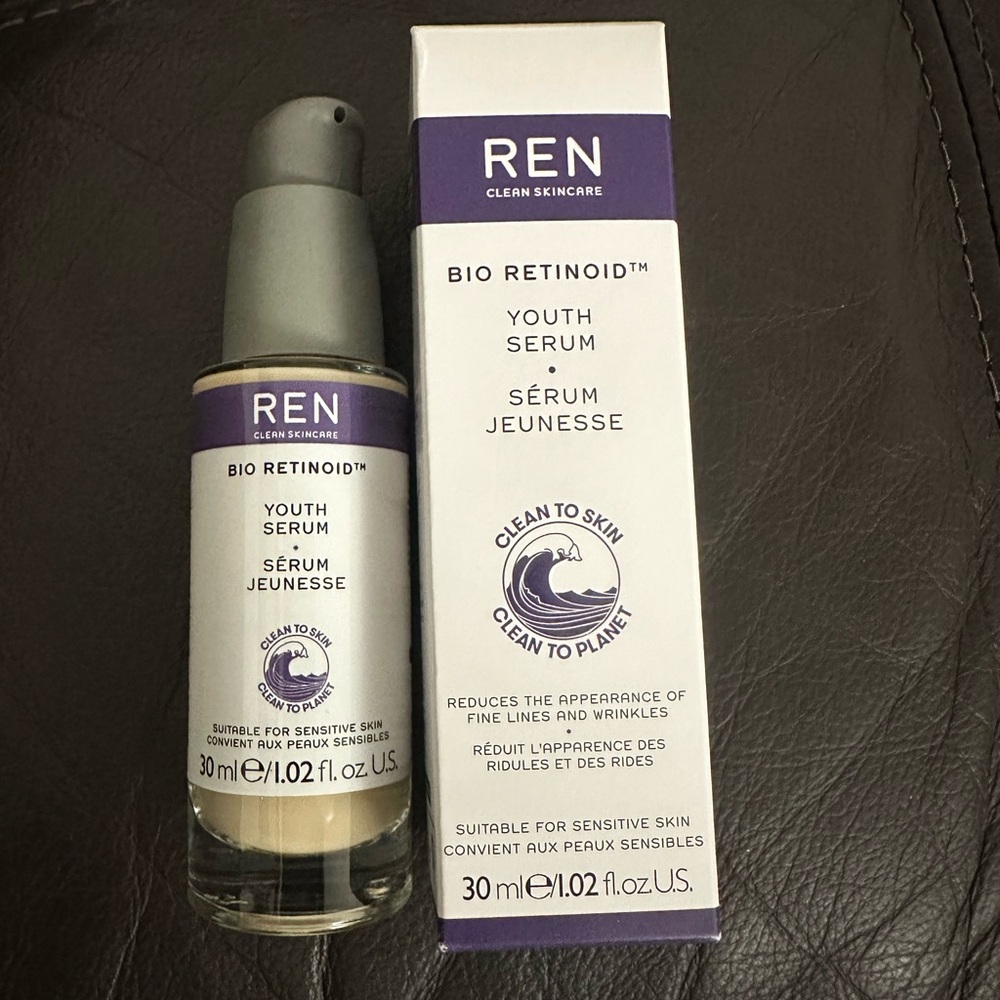 REN
CLEAN SKINCARE
BIO RETINOID™
YOUTH
SERUM
•
SÉRUM
JEUNESSE
CLEAN TO SKIN
CLEAN TO PLANET
SUITABLE FOR SENSITIVE SKIN
CONVIENT AUX PEAUX SENSIBLES
30 ml℮/1.02 fl. oz. U.S.
REN
CLEAN SKINCARE
BIO RETINOID™
YOUTH
SERUM
•
SÉRUM
JEUNESSE
CLEAN TO SKIN
CLEAN TO PLANET
REDUCES THE APPEARANCE OF
FINE LINES AND WRINKLES
•
RÉDUIT L'APPARENCE DES
RIDULES ET DES RIDES
SUITABLE FOR SENSITIVE SKIN
CONVIENT AUX PEAUX SENSIBLES
30 ml℮/1.02 fl.oz.U.S.